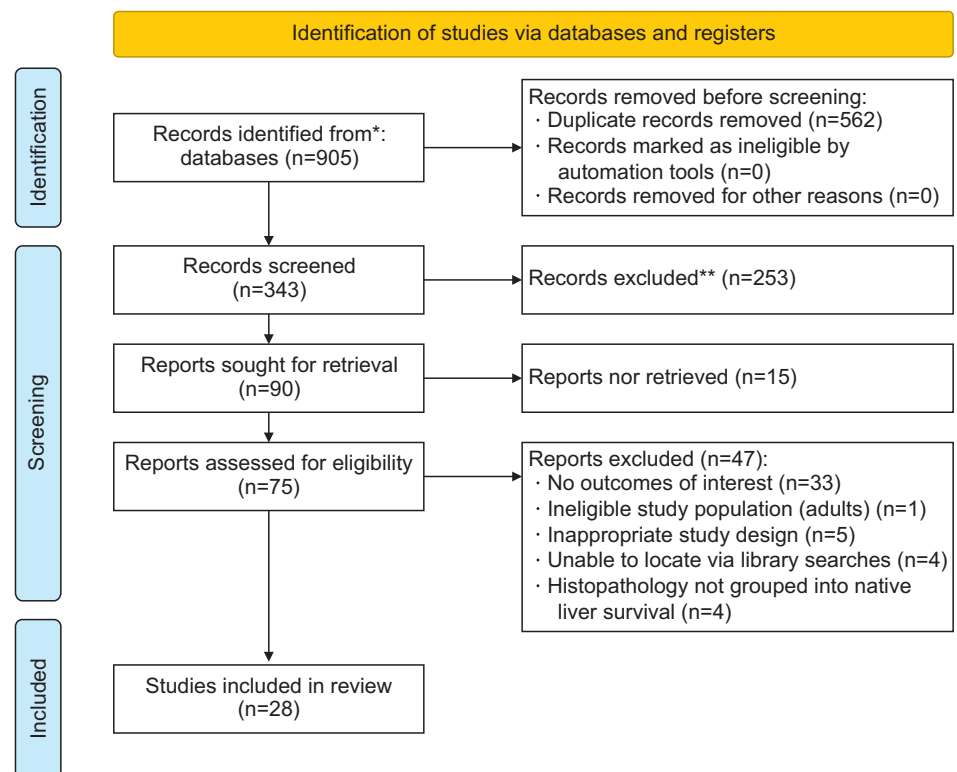 Identification of studies via databases and registers
Identification
Records identified from*:
databases (n=905)
Records removed before screening:
· Duplicate records removed (n=562)
· Records marked as ineligible by
automation tools (n=0)
· Records removed for other reasons (n=0)
Screening
Records screened
(n=343)
Records excluded** (n=253)
Reports sought for retrieval
(n=90)
Reports nor retrieved (n=15)
Reports assessed for eligibility
(n=75)
Reports excluded (n=47):
· No outcomes of interest (n=33)
· Ineligible study population (adults) (n=1)
· Inappropriate study design (n=5)
· Unable to locate via library searches (n=4)
· Histopathology not grouped into native
liver survival (n=4)
Included
Studies included in review
(n=28)